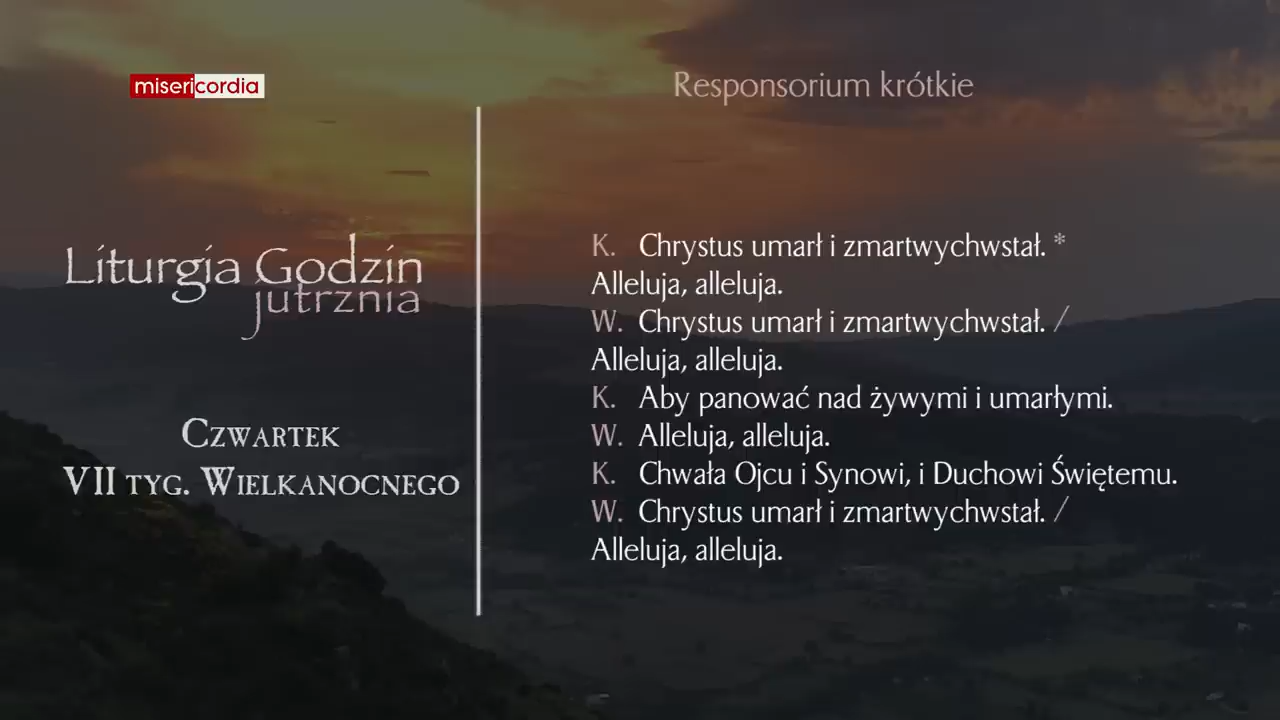 misericordia
Responsorium krótkie
Liturgia Godzin
jutrznia
Czwartek
VII tyg. Wielkanocnego
K. Chrystus umarł i zmartwychwstał. *
Alleluja, alleluja.
W. Chrystus umarł i zmartwychwstał. /
Alleluja, alleluja.
K. Aby panować nad żywymi i umarłymi.
W. Alleluja, alleluja.
K. Chwała Ojcu i Synowi, i Duchowi Świętemu.
W. Chrystus umarł i zmartwychwstał. /
Alleluja, alleluja.